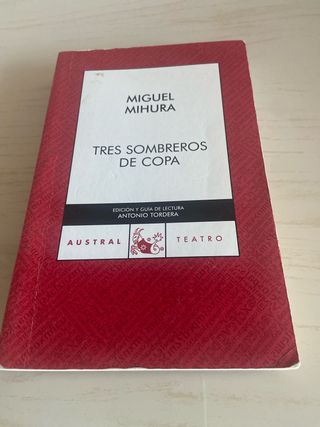 MIGUEL
MIHURA
TRES SOMBREROS
DE COPA
EDICIÓN Y GUÍA DE LECTURA
ANTONIO TORDERA
AUSTRAL TEATRO